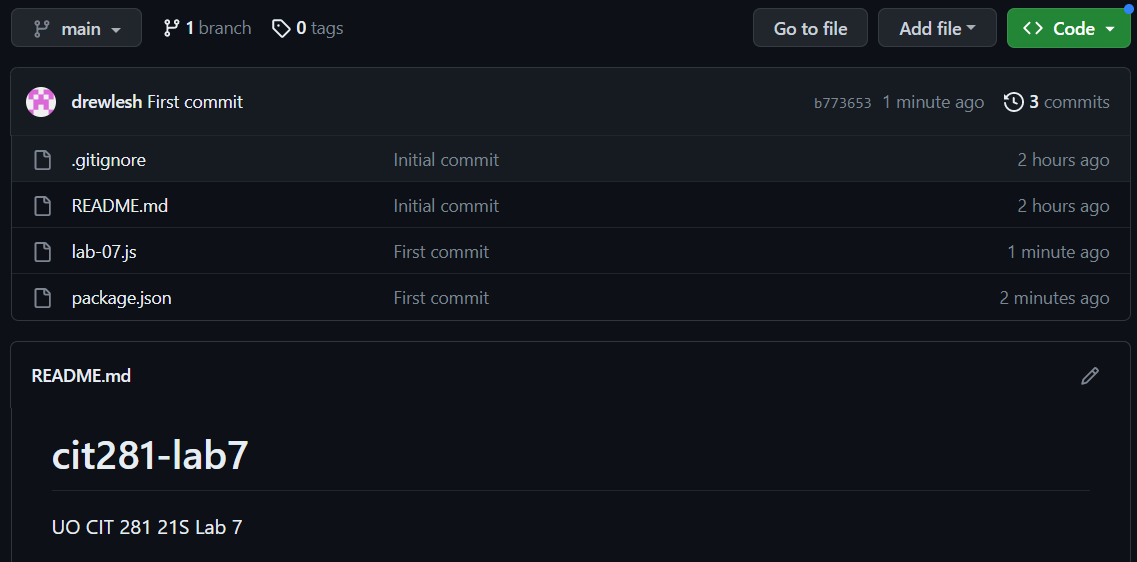 main 1 branch 0 tags Go to file Add file <> Code
drewlesh First commit b773653 1 minute ago 3 commits
.gitignore Initial commit 2 hours ago
README.md Initial commit 2 hours ago
lab-07.js First commit 1 minute ago
package.json First commit 2 minutes ago
README.md
cit281-lab7
UO CIT 281 21S Lab 7